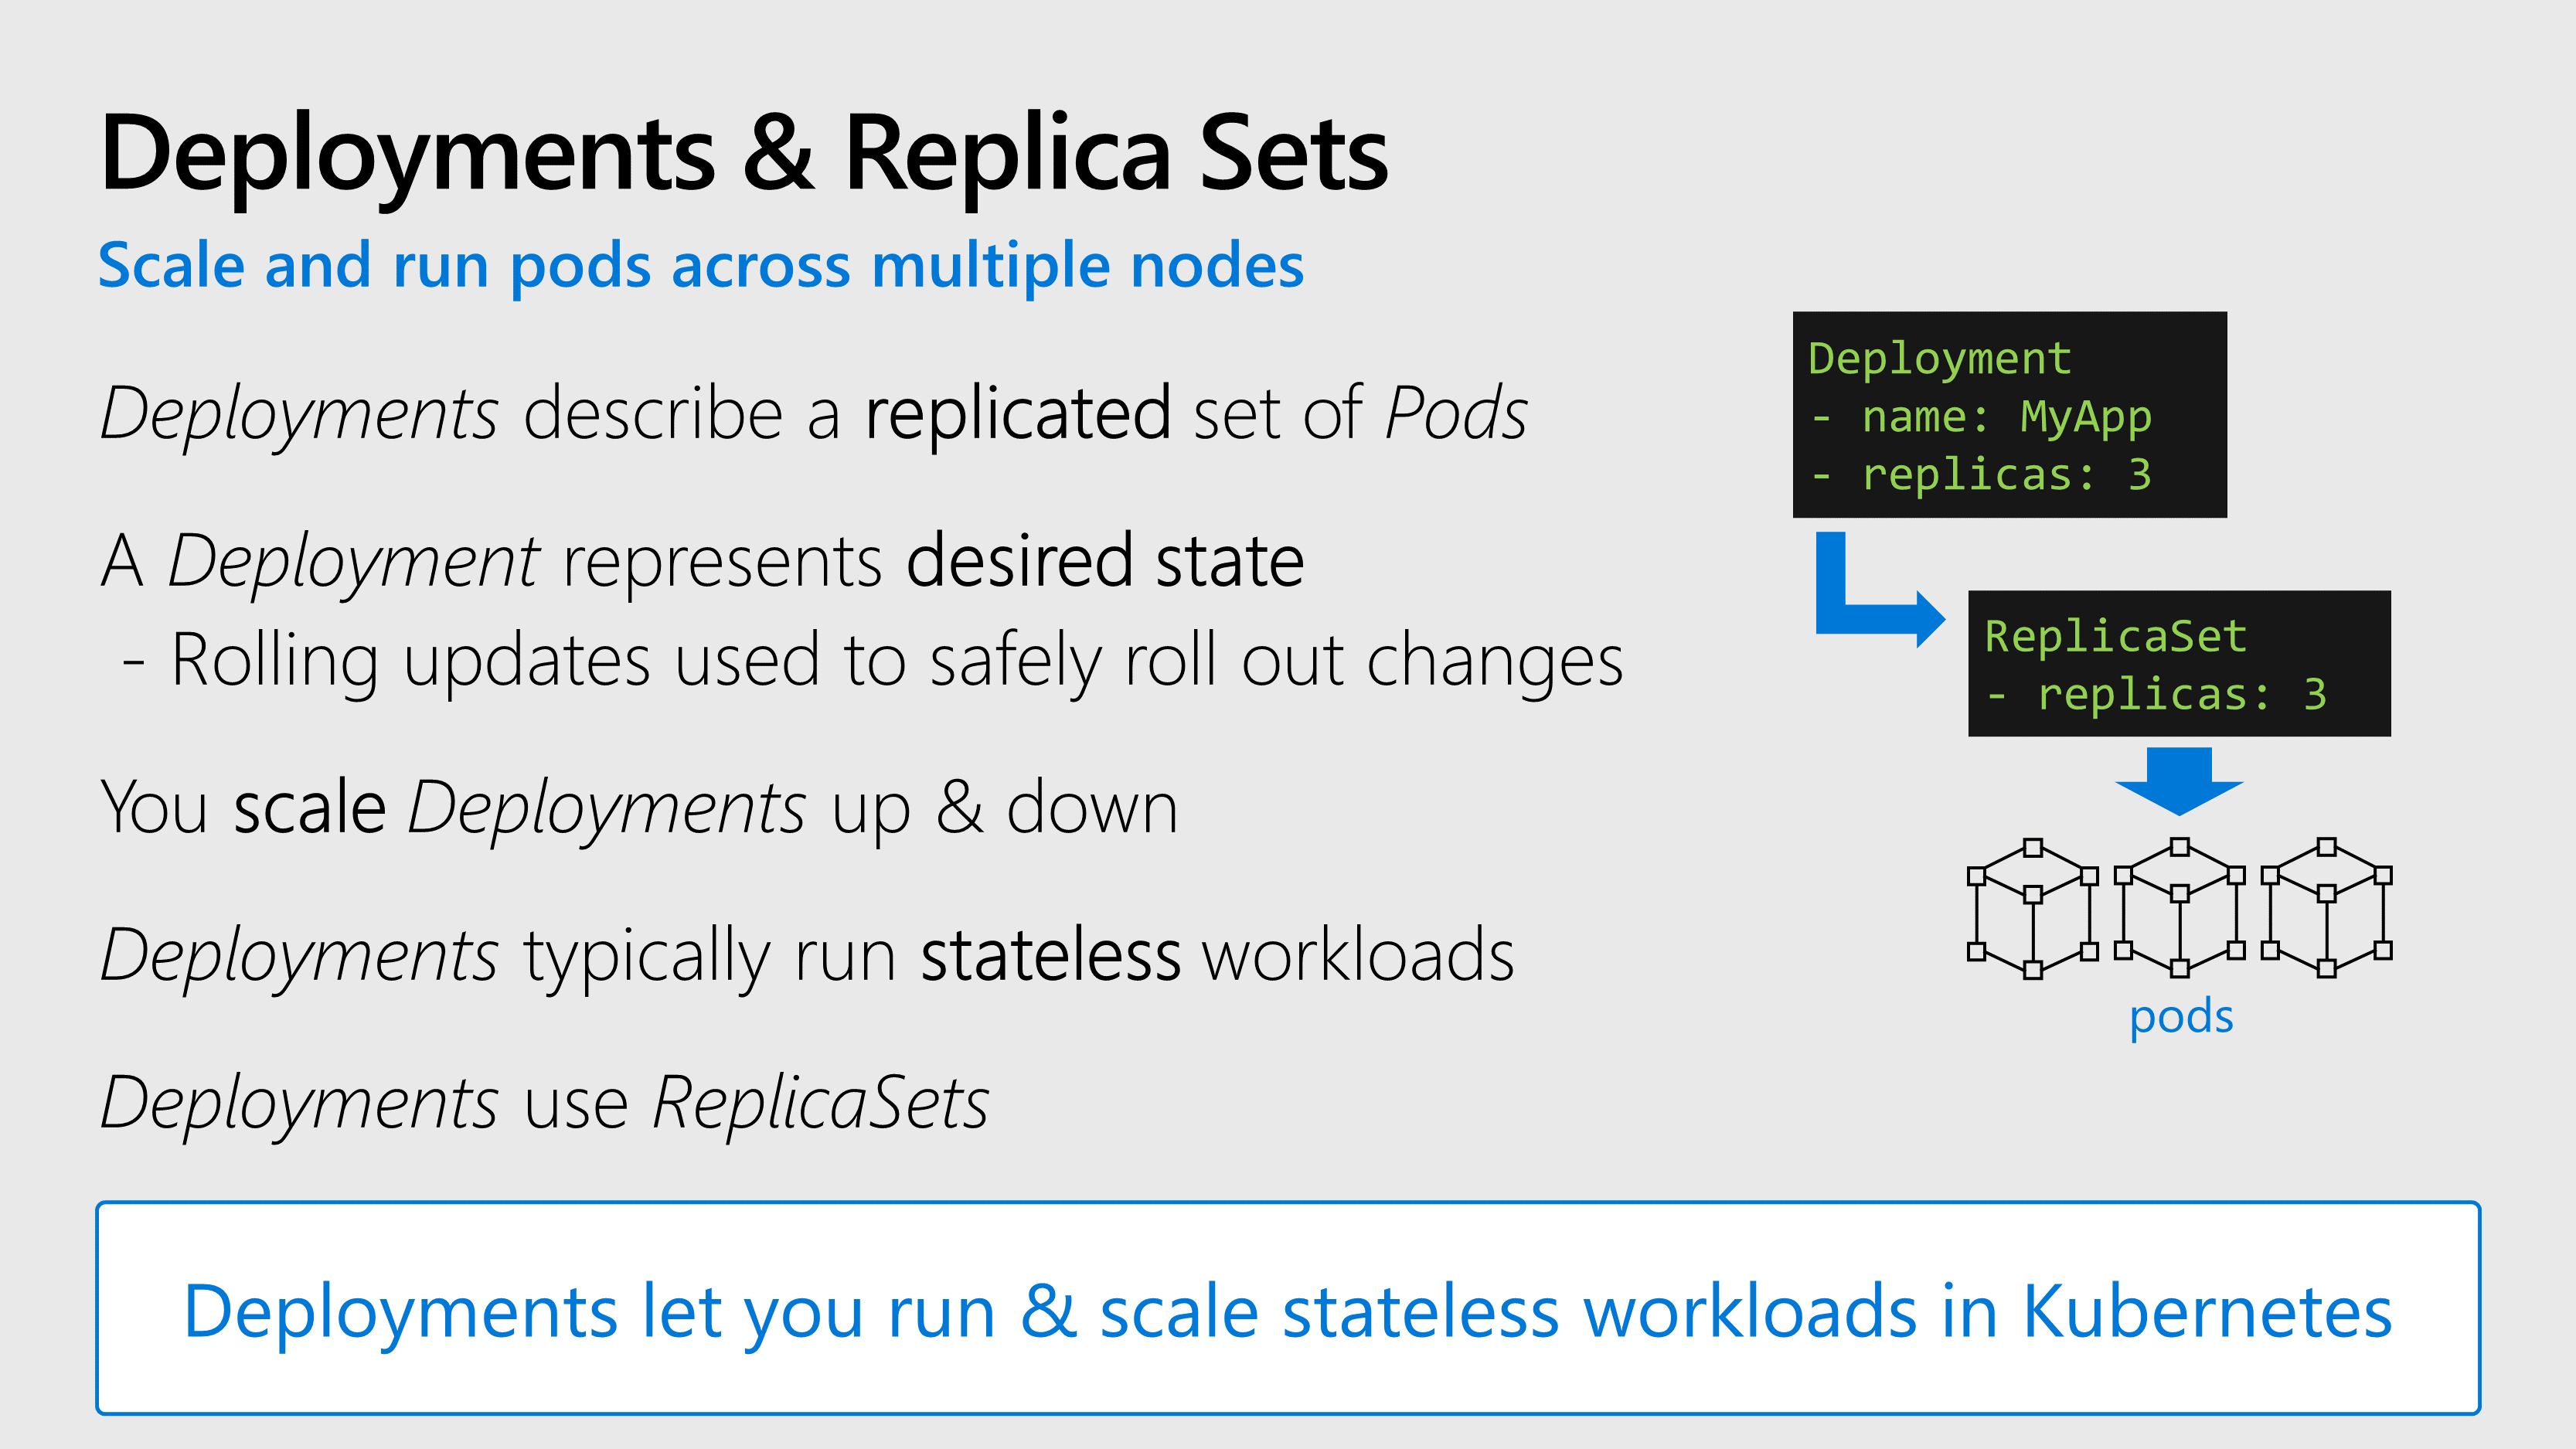 Deployments & Replica Sets
Scale and run pods across multiple nodes
Deployments describe a replicated set of Pods
A Deployment represents desired state
- Rolling updates used to safely roll out changes
You scale Deployments up & down
Deployments typically run stateless workloads
Deployments use ReplicaSets
Deployment
- name: MyApp
- replicas: 3
ReplicaSet
- replicas: 3
pods
Deployments let you run & scale stateless workloads in Kubernetes